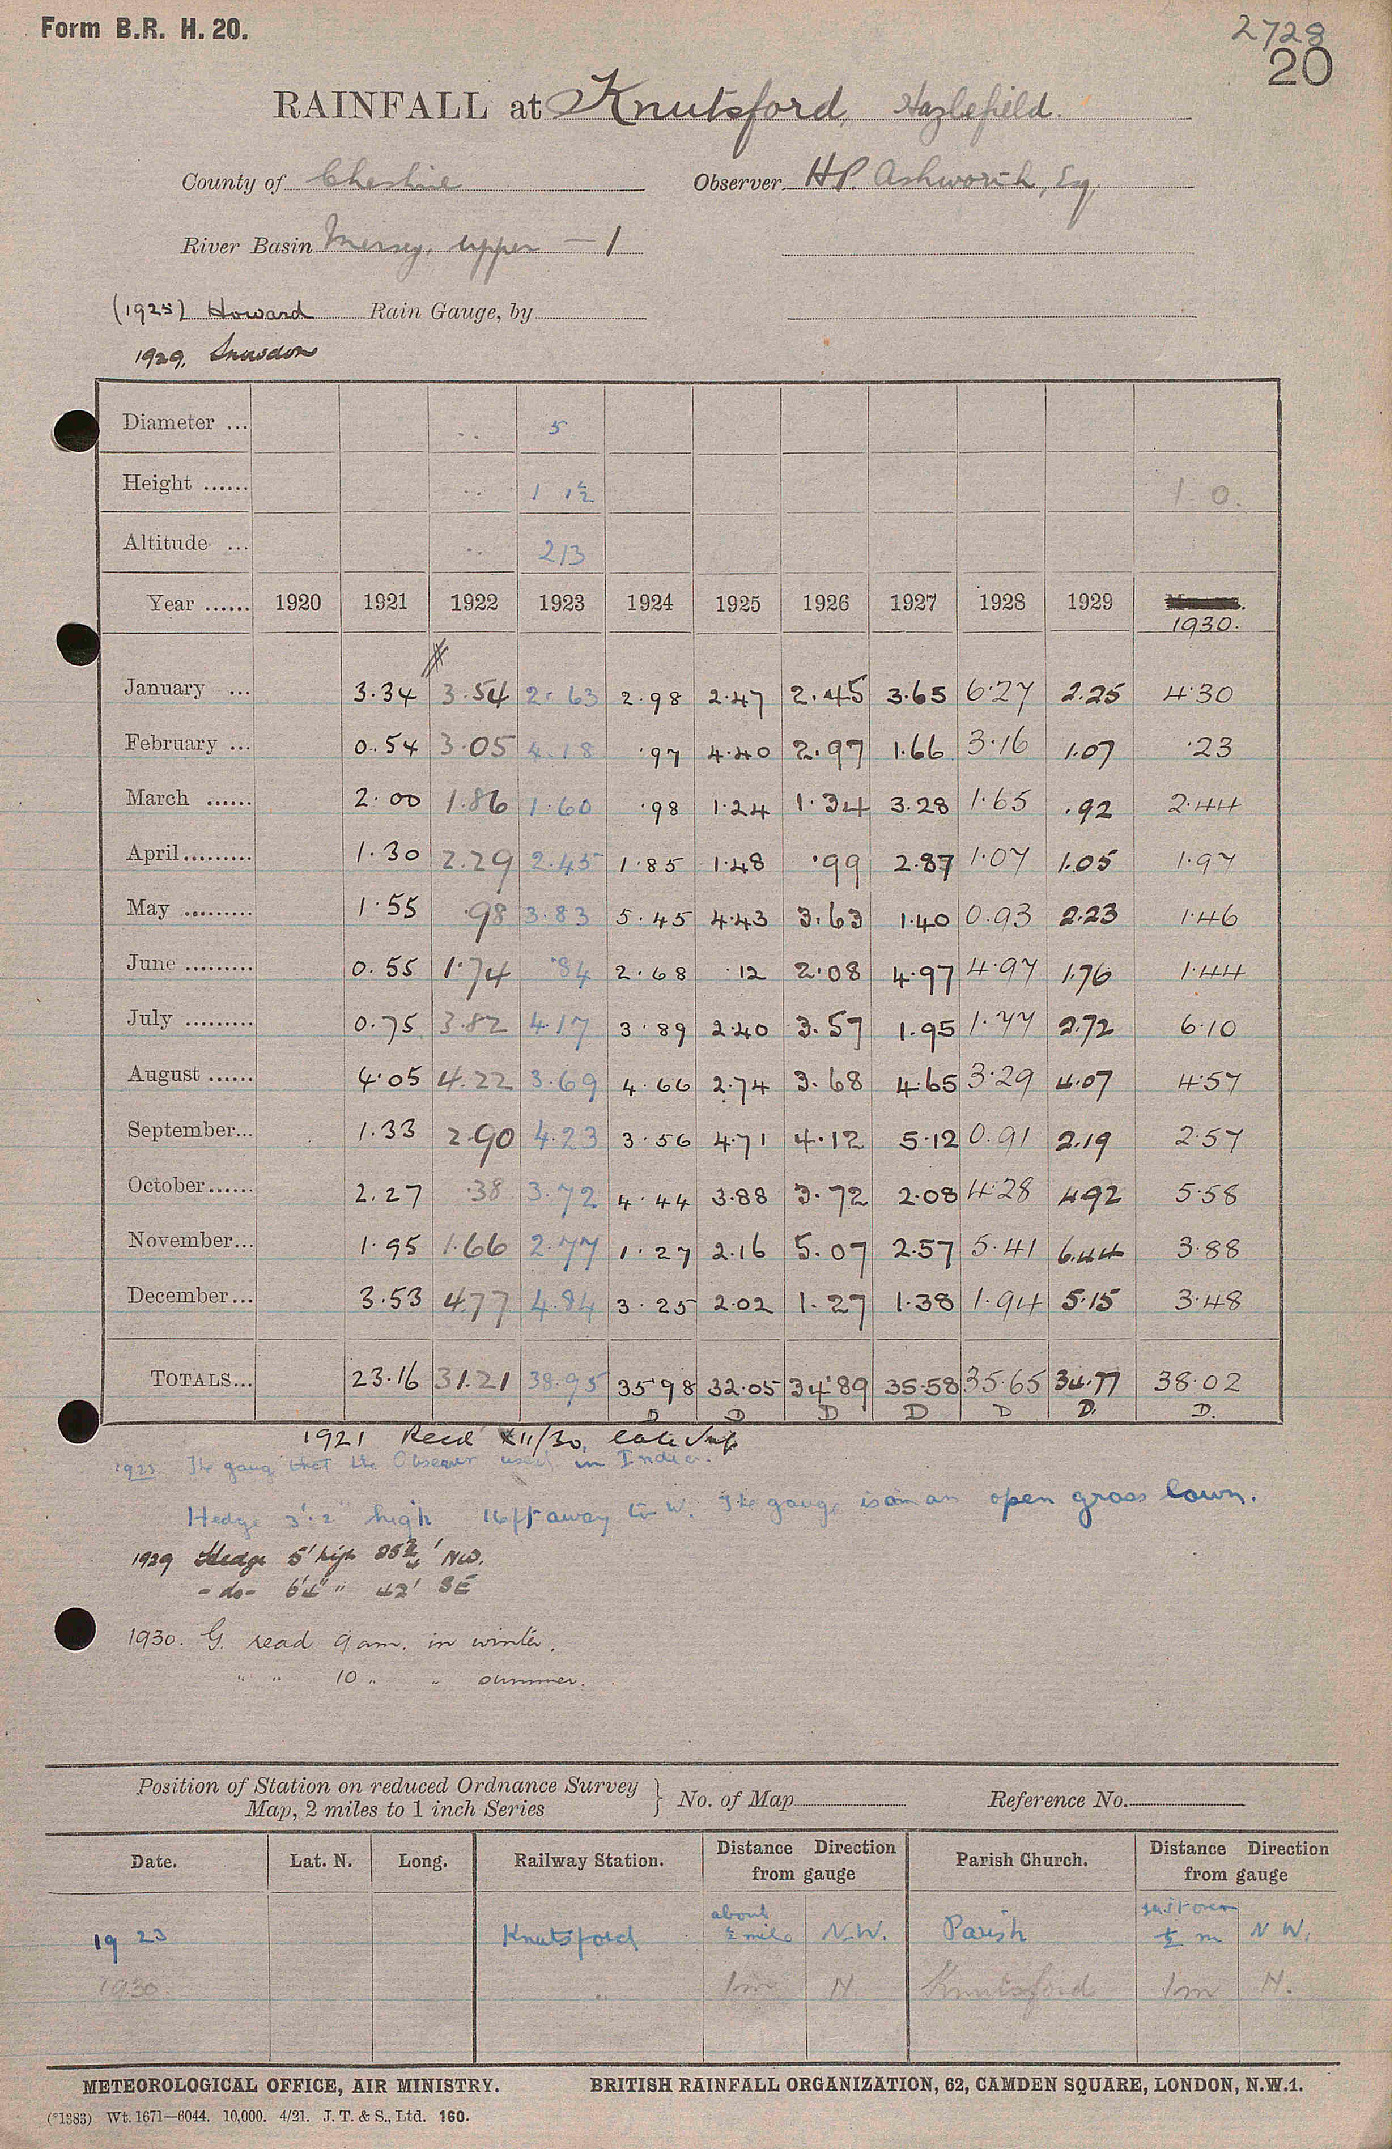 Form B.R. H. 20.
2728
20
RAINFALL at Knutsford, Hazlefield.
County of Cheshire Observer H.P. Ashworth, Esq,
River Basin Mersey, upper — 1
(1925) Howard Rain Gauge, by
1929. Snowdon
Diameter ... 5
Height ...... 1 1½ 1 0.
Altitude ... 213
Year ...... 1920 1921 1922 1923 1924 1925 1926 1927 1928 1929 1930.
January ... 3.34 3.54 2.63 2.98 2.47 2.45 3.65 6.27 2.25 4.30
February ... 0.54 3.05 4.18 .97 4.40 2.97 1.66 3.16 1.07 .23
March ...... 2.00 1.86 1.60 .98 1.24 1.34 3.28 1.65 .92 2.44
April ......... 1.30 2.29 2.45 1.85 1.48 .99 2.87 1.07 1.05 1.97
May ......... 1.55 .98 3.83 5.45 4.43 3.63 1.40 0.93 2.23 1.46
June ......... 0.55 1.74 .84 2.68 .12 2.08 4.97 4.97 1.76 1.44
July ......... 0.75 3.82 4.17 3.89 2.40 3.57 1.95 1.77 2.72 6.10
August ...... 4.05 4.22 3.69 4.66 2.74 3.68 4.65 3.29 4.07 4.57
September... 1.33 2.90 4.23 3.56 4.71 4.12 5.12 0.91 2.19 2.57
October...... 2.27 .38 3.72 4.44 3.88 3.72 2.08 4.28 4.92 5.58
November... 1.95 1.66 2.77 1.27 2.16 5.07 2.57 5.41 6.44 3.88
December... 3.53 4.77 4.84 3.25 2.02 1.27 1.38 1.94 5.15 3.48
TOTALS... 23.16 31.21 38.95 35.98 32.05 34.89 35.58 35.65 34.77 38.02
D D D D D D. D.
1921 Recd XII/30, late
1923 The gauge that the Observer used in India.
Hedge 3'.2 high 16ft away to W. The gauge is on an open grass lawn.
1929 Hedge 5' high 35½' NW.
- do - 6'4" " 42' SE
1930. G. read 9 am. in winter.
" " 10 " " summer.
Position of Station on reduced Ordnance Survey
Map, 2 miles to 1 inch Series } No. of Map Reference No.
Date. Lat. N. Long. Railway Station. Distance Direction from gauge Parish Church. Distance Direction from gauge
1923 Knutsford about ½ mile N.W. Parish just over ½ m N W.
1930. " 1m N Knutsford 1m N.
METEOROLOGICAL OFFICE, AIR MINISTRY. BRITISH RAINFALL ORGANIZATION, 62, CAMDEN SQUARE, LONDON, N.W.1.
(*1383) Wt. 1671—6044. 10,000. 4/21. J. T. & S., Ltd. 160.